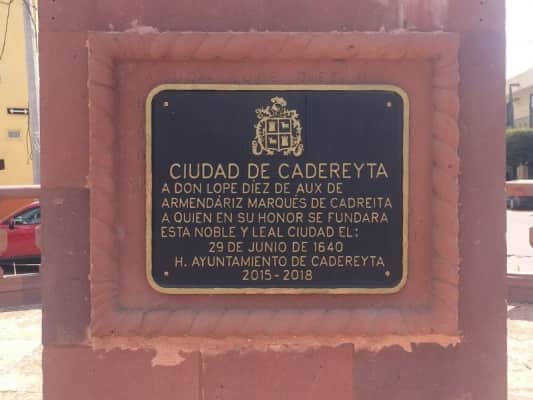 CIUDAD DE CADEREYTA
A DON LOPE DÍEZ DE AUX DE
ARMENDÁRIZ MARQUÉS DE CADREITA
A QUIEN EN SU HONOR SE FUNDARA
ESTA NOBLE Y LEAL CIUDAD EL:
29 DE JUNIO DE 1640
H. AYUNTAMIENTO DE CADEREYTA
2015-2018